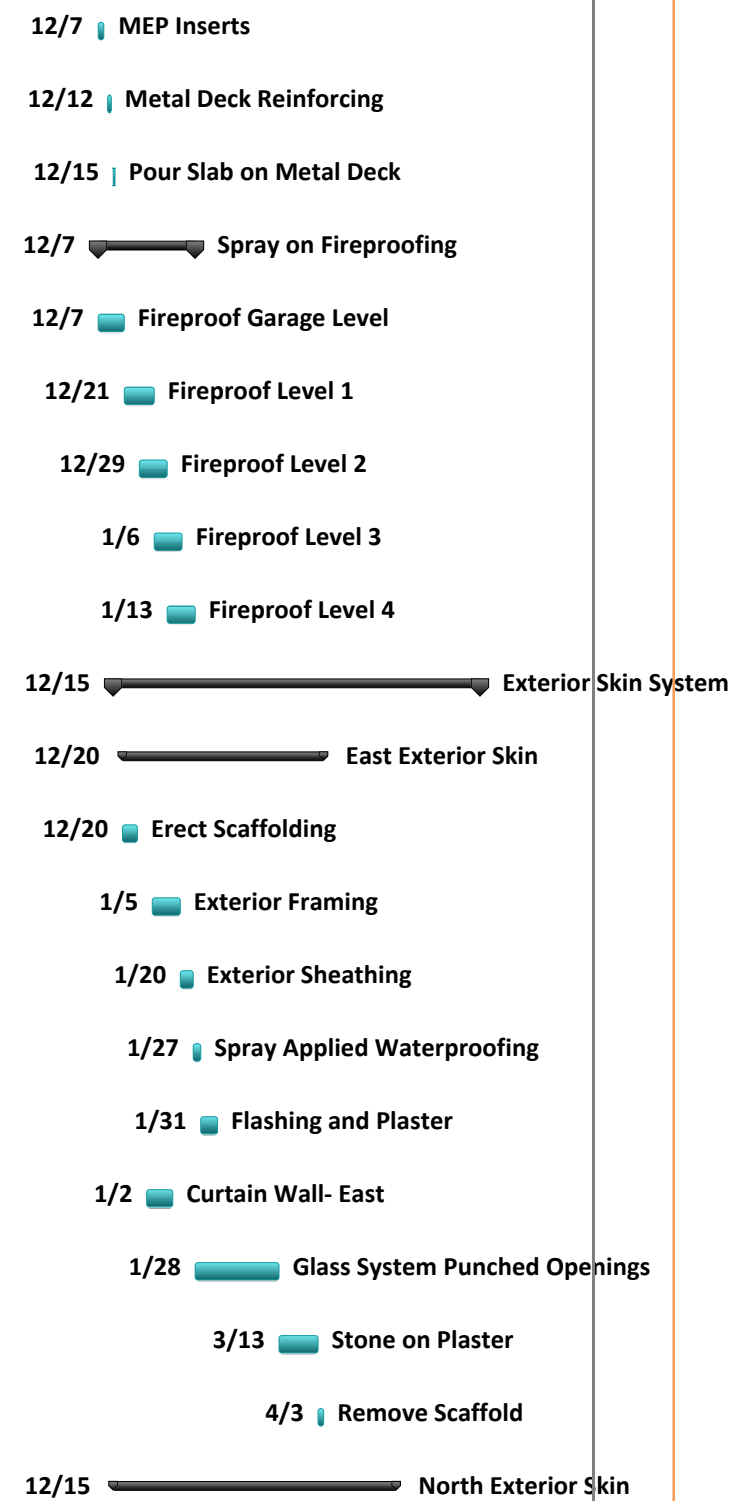 12/7 MEP Inserts
12/12 Metal Deck Reinforcing
12/15 Pour Slab on Metal Deck
12/7 Spray on Fireproofing
12/7 Fireproof Garage Level
12/21 Fireproof Level 1
12/29 Fireproof Level 2
1/6 Fireproof Level 3
1/13 Fireproof Level 4
12/15 Exterior Skin System
12/20 East Exterior Skin
12/20 Erect Scaffolding
1/5 Exterior Framing
1/20 Exterior Sheathing
1/27 Spray Applied Waterproofing
1/31 Flashing and Plaster
1/2 Curtain Wall- East
1/28 Glass System Punched Openings
3/13 Stone on Plaster
4/3 Remove Scaffold
12/15 North Exterior Skin